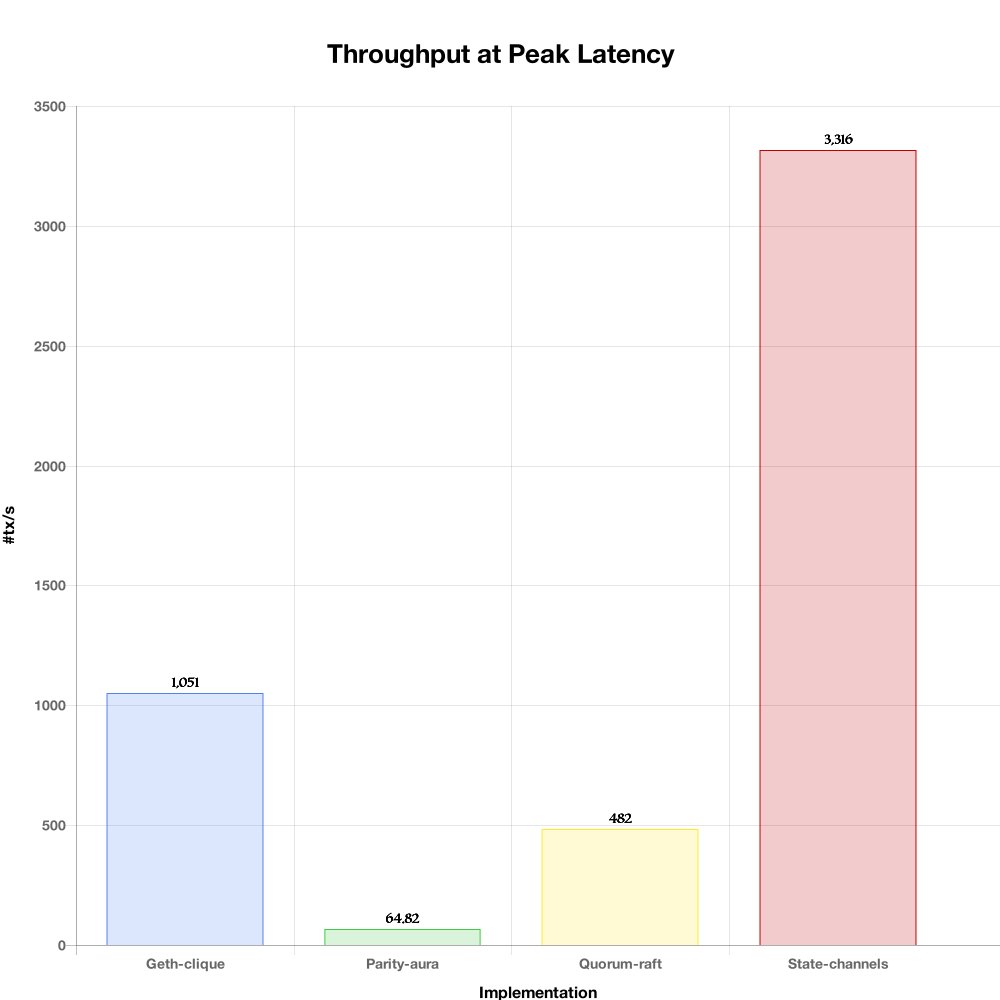 Throughput at Peak Latency
3500
3000
2500
2000
1500
1000
500
0
#tx/s
1,051
64.82
482
3,316
Geth-clique
Parity-aura
Quorum-raft
State-channels
Implementation